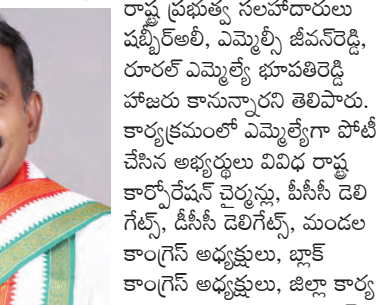 రాష్ట్ర ప్రభుత్వ సలహాదారులు
షబ్బీర్అలీ, ఎమ్మెల్సీ జీవన్‌రెడ్డి,
రూరల్ ఎమ్మెల్యే భూపతిరెడ్డి
హాజరు కానున్నారని తెలిపారు.
కార్యక్రమంలో ఎమ్మెల్యేగా పోటీ
చేసిన అభ్యర్థులు వివిధ రాష్ట్ర
కార్పోరేషన్ చైర్మన్లు, పీసీసీ డెలి
గేట్స్, డీసీసీ డెలిగేట్స్, మండల
కాంగ్రెస్ అధ్యక్షులు, బ్లాక్
కాంగ్రెస్ అధ్యక్షులు, జిల్లా కార్య